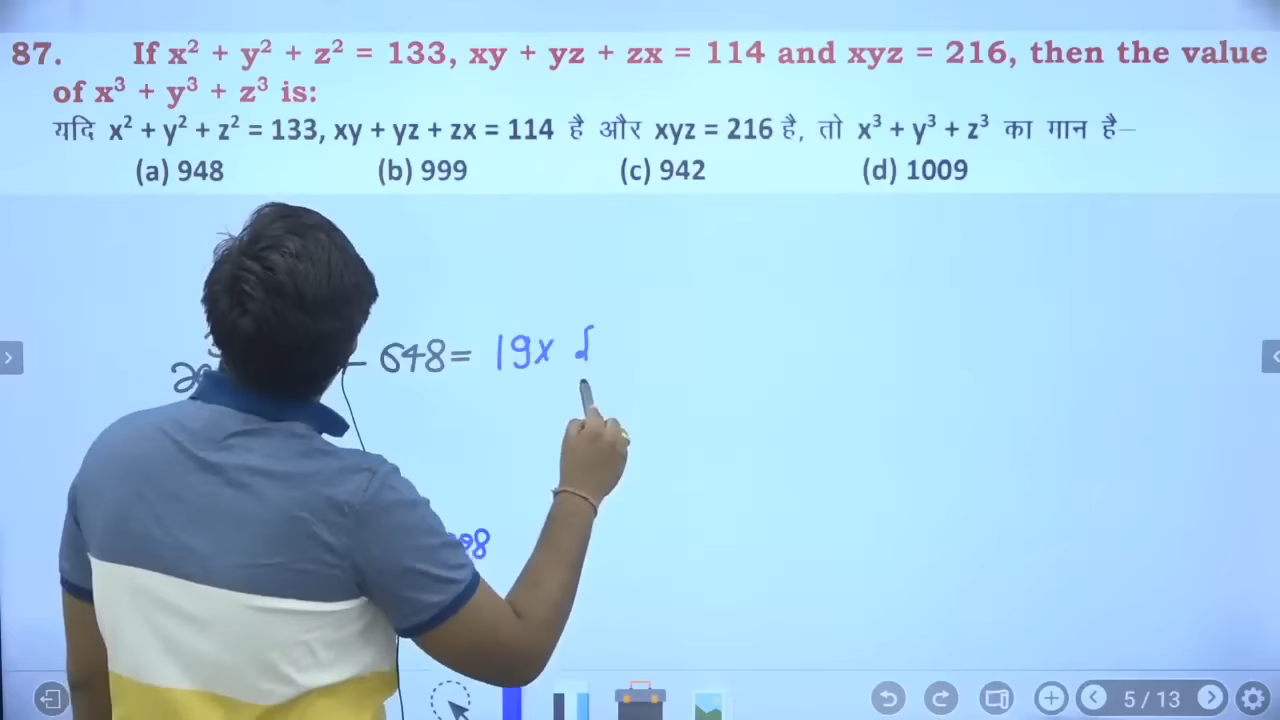 87. If x² + y² + z² = 133, xy + yz + zx = 114 and xyz = 216, then the value
of x³ + y³ + z³ is:
यदि x² + y² + z² = 133, xy + yz + zx = 114 है और xyz = 216 है, तो x³ + y³ + z³ का गान है–
(a) 948 (b) 999 (c) 942 (d) 1009
– 648 = 19x
5 / 13